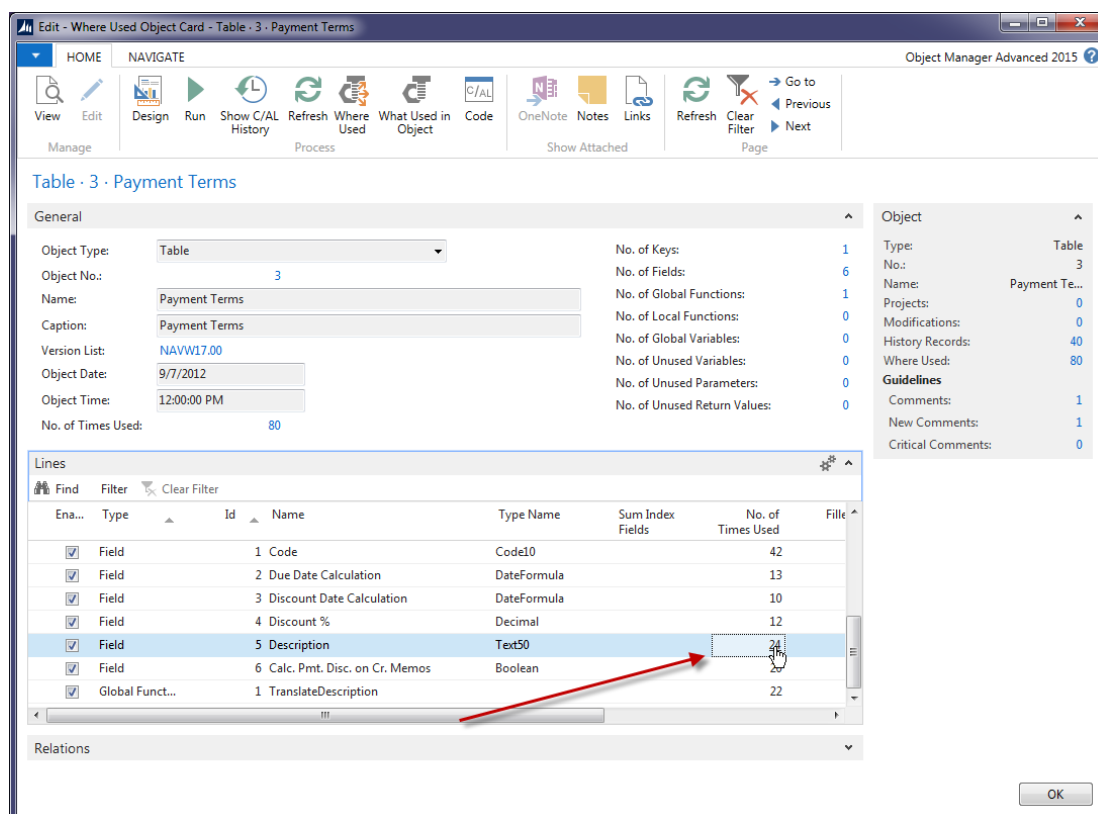 Edit - Where Used Object Card - Table · 3 · Payment Terms
HOME NAVIGATE Object Manager Advanced 2015
View Edit Design Run Show C/AL History Refresh Where Used What Used in Object C/AL Code OneNote Notes Links Refresh Clear Filter
Go to
Previous
Next
Manage Process Show Attached Page
Table · 3 · Payment Terms
General
Object Type: Table
Object No.: 3
Name: Payment Terms
Caption: Payment Terms
Version List: NAVW17.00
Object Date: 9/7/2012
Object Time: 12:00:00 PM
No. of Times Used: 80
No. of Keys: 1
No. of Fields: 6
No. of Global Functions: 1
No. of Local Functions: 0
No. of Global Variables: 0
No. of Unused Variables: 0
No. of Unused Parameters: 0
No. of Unused Return Values: 0
Object
Type: Table
No.: 3
Name: Payment Te...
Projects: 0
Modifications: 0
History Records: 40
Where Used: 80
Guidelines
Comments: 1
New Comments: 1
Critical Comments: 0
Lines
Find Filter Clear Filter
Ena... Type Id Name Type Name Sum Index Fields No. of Times Used Fille
Field 1 Code Code10 42
Field 2 Due Date Calculation DateFormula 13
Field 3 Discount Date Calculation DateFormula 10
Field 4 Discount % Decimal 12
Field 5 Description Text50 24
Field 6 Calc. Pmt. Disc. on Cr. Memos Boolean
Global Funct... 1 TranslateDescription 22
Relations
OK